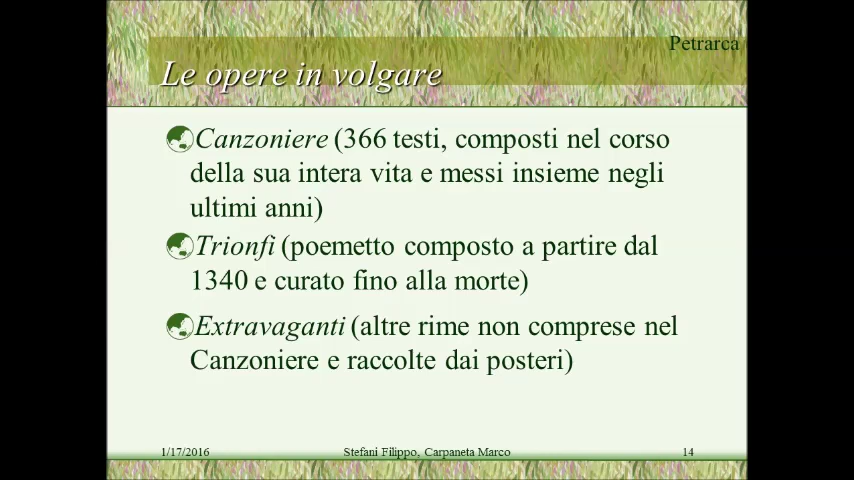 Petrarca
Le opere in volgare
Canzoniere (366 testi, composti nel corso
della sua intera vita e messi insieme negli
ultimi anni)
Trionfi (poemetto composto a partire dal
1340 e curato fino alla morte)
Extravaganti (altre rime non comprese nel
Canzoniere e raccolte dai posteri)
1/17/2016
Stefani Filippo, Carpaneta Marco
14